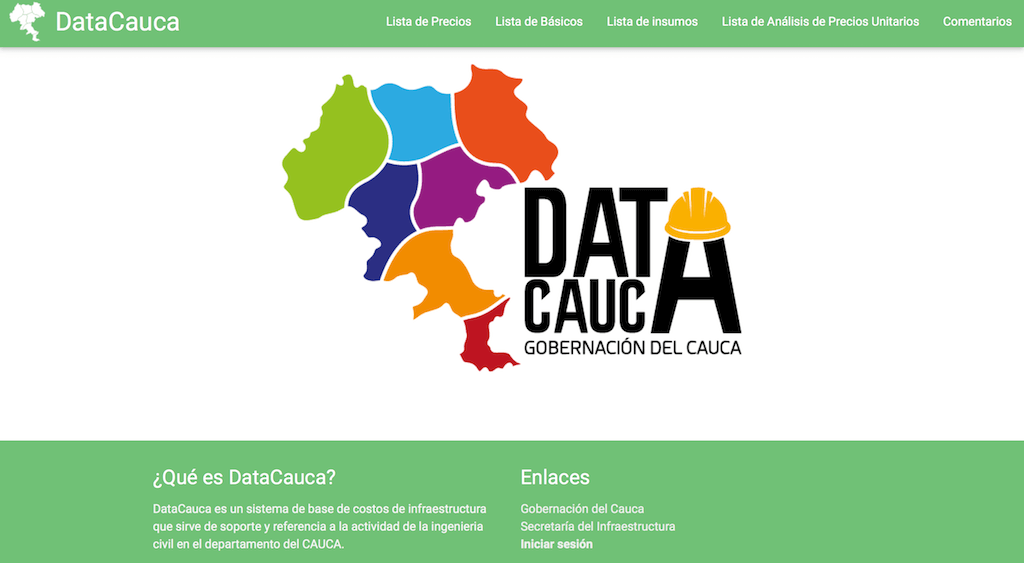 DataCauca
Lista de Precios
Lista de Básicos
Lista de insumos
Lista de Análisis de Precios Unitarios
Comentarios
DATA
CAUCA
GOBERNACIÓN DEL CAUCA
¿Qué es DataCauca?
DataCauca es un sistema de base de costos de infraestructura
que sirve de soporte y referencia a la actividad de la ingenieria
civil en el departamento del CAUCA.
Enlaces
Gobernación del Cauca
Secretaría del Infraestructura
Iniciar sesión